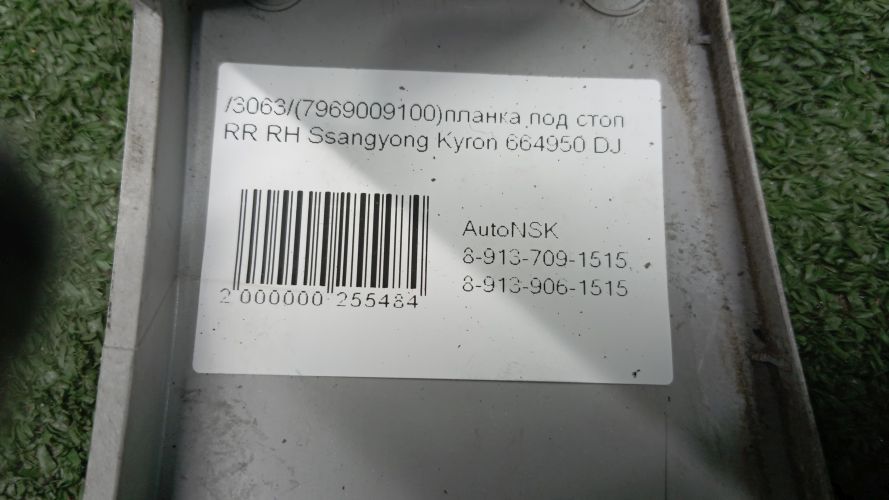 /3063/(7969009100)планка под стоп
RR RH Ssangyong Kyron 664950 DJ
AutoNSK
8-913-709-1515,
8-913-906-1515
2 000000 255484